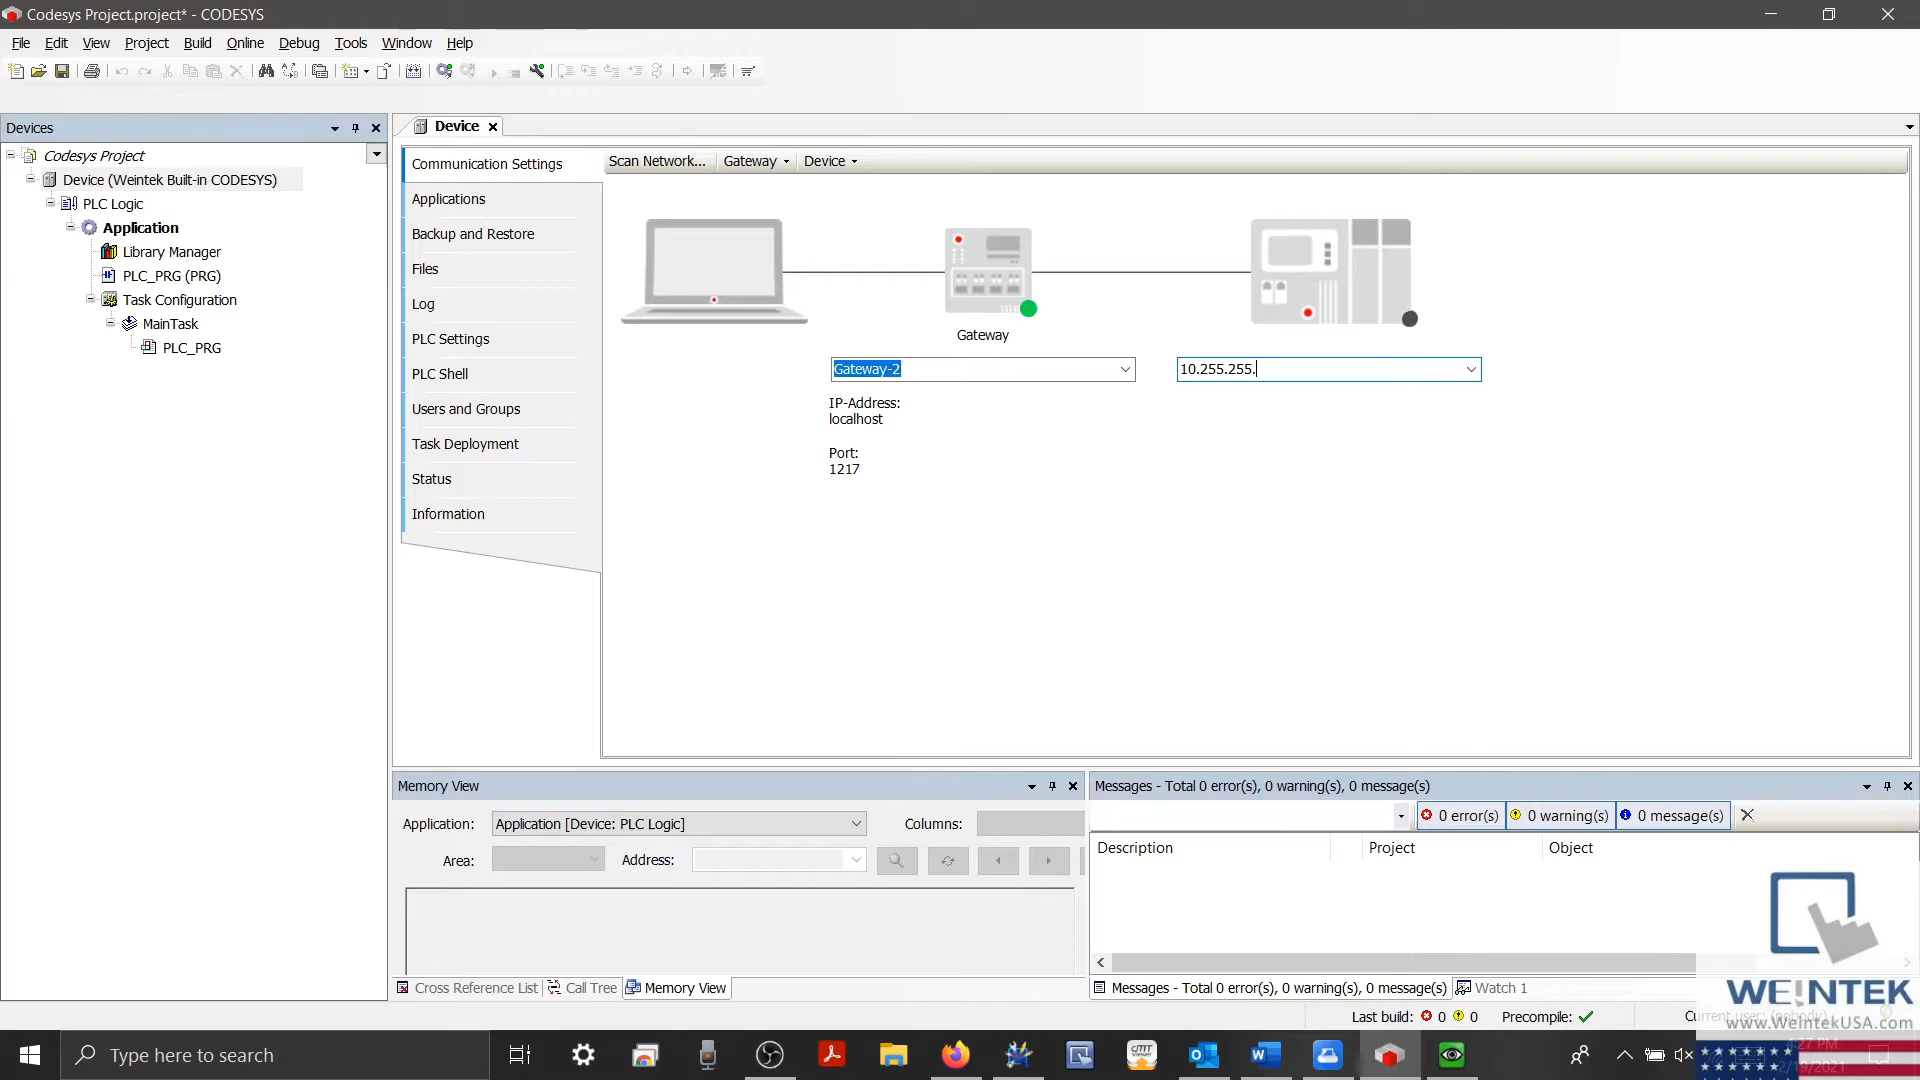 Codesys Project.project* - CODESYS
File Edit View Project Build Online Debug Tools Window Help
Devices
Codesys Project
Device (Weintek Built-in CODESYS)
PLC Logic
Application
Library Manager
PLC_PRG (PRG)
Task Configuration
MainTask
PLC_PRG
Device
Communication Settings
Applications
Backup and Restore
Files
Log
PLC Settings
PLC Shell
Users and Groups
Task Deployment
Status
Information
Scan Network... Gateway Device
Gateway
Gateway-2
10.255.255.
IP-Address:
localhost
Port:
1217
Memory View
Application: Application [Device: PLC Logic] Columns:
Area: Address:
Cross Reference List Call Tree Memory View
Messages - Total 0 error(s), 0 warning(s), 0 message(s)
0 error(s) 0 warning(s) 0 message(s)
Description Project Object
Messages - Total 0 error(s), 0 warning(s), 0 message(s) Watch 1
Last build: 0 0 Precompile: Current user: (nobody)
WEINTEK
www.WeintekUSA.com
Type here to search
4:27 PM